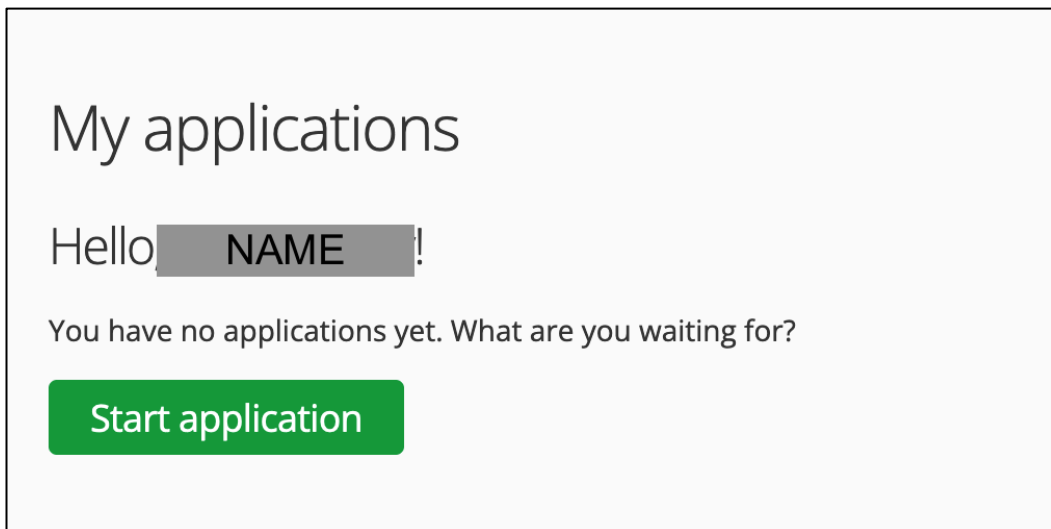 My applications
Hello, NAME !
You have no applications yet. What are you waiting for?
Start application